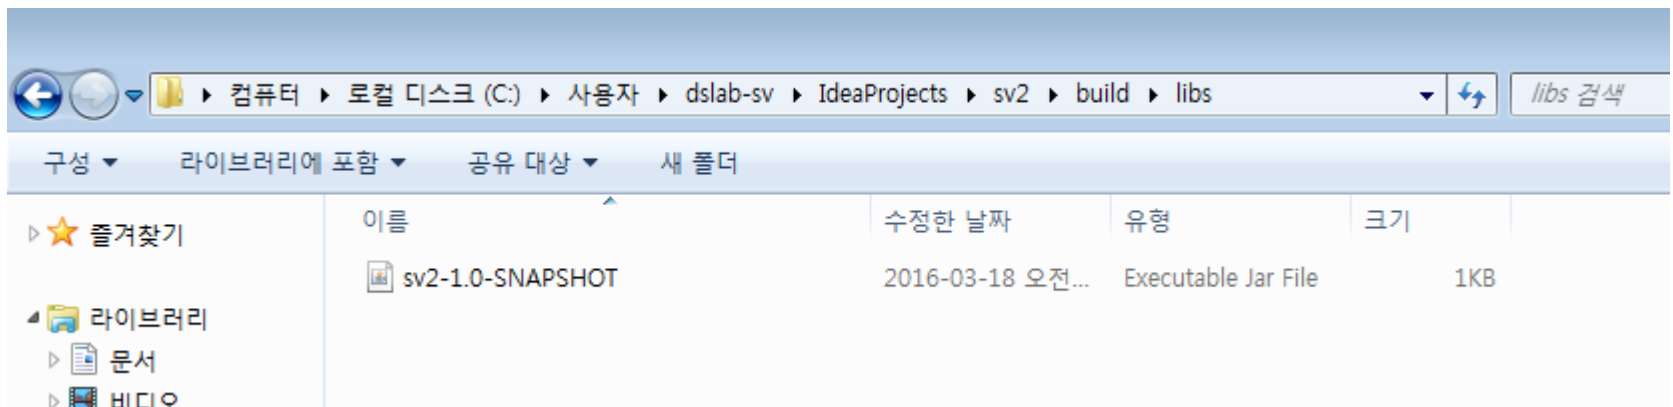 컴퓨터 로컬 디스크 (C:) 사용자 dslab-sv IdeaProjects sv2 build libs libs 검색
구성 라이브러리에 포함 공유 대상 새 폴더
즐겨찾기
라이브러리
문서
비디오
이름 수정한 날짜 유형 크기
sv2-1.0-SNAPSHOT 2016-03-18 오전... Executable Jar File 1KB